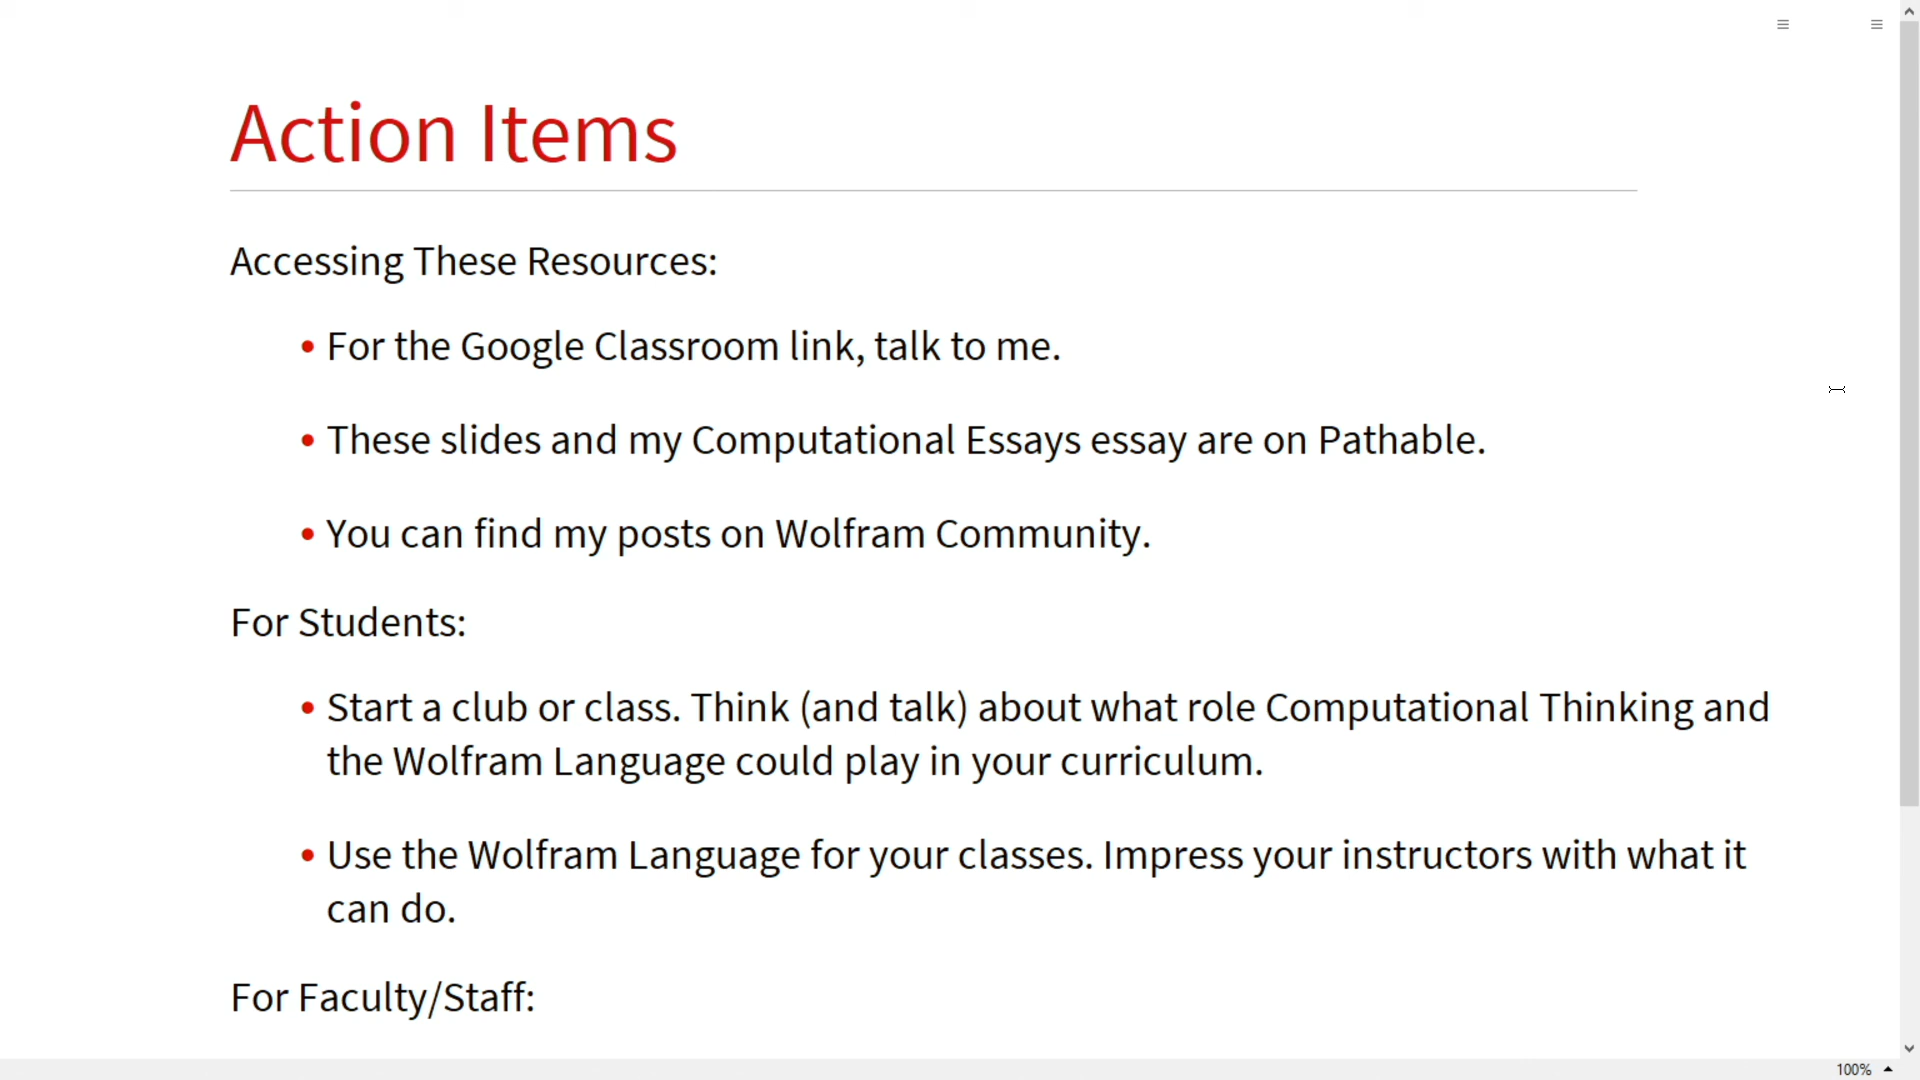 Action Items
Accessing These Resources:
• For the Google Classroom link, talk to me.
• These slides and my Computational Essays essay are on Pathable.
• You can find my posts on Wolfram Community.
For Students:
• Start a club or class. Think (and talk) about what role Computational Thinking and
the Wolfram Language could play in your curriculum.
• Use the Wolfram Language for your classes. Impress your instructors with what it
can do.
For Faculty/Staff:
100%